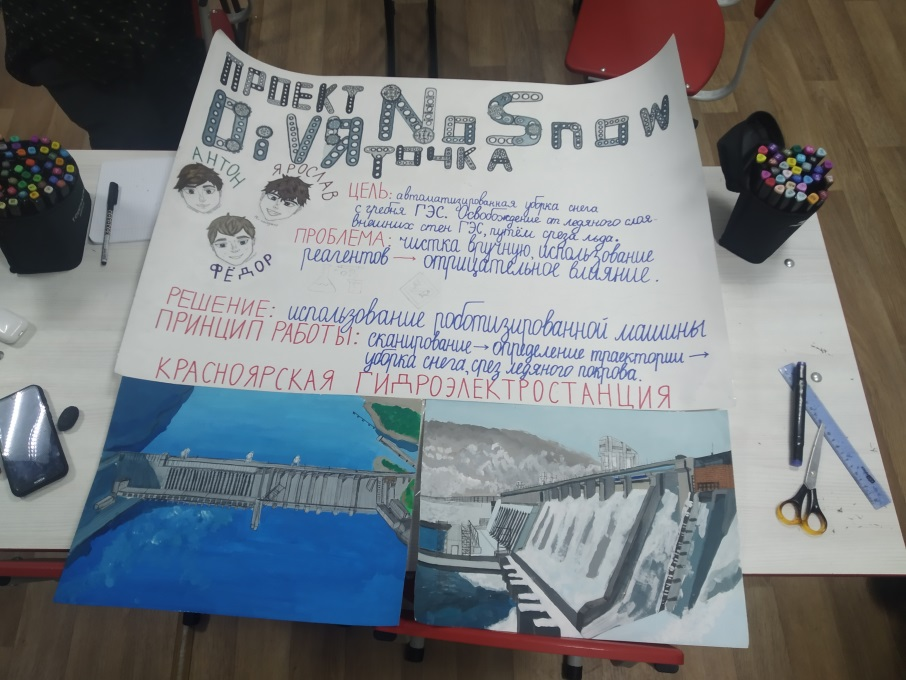 ПРОЕКТ
DiVЯ NoSnow
ТОЧКА
АНТОН
ЯРОСЛАВ
ФЁДОР
ЦЕЛЬ: автоматизированная уборка снега
с гребня ГЭС. Освобождение от ледяного слоя
внешних стен ГЭС, путём среза льда.
ПРОБЛЕМА: чистка вручную, использование
реагентов → отрицательное влияние.
РЕШЕНИЕ: использование роботизированной машины
ПРИНЦИП РАБОТЫ: сканирование → определение траектории →
уборка снега, срез ледяного покрова.
КРАСНОЯРСКАЯ ГИДРОЭЛЕКТРОСТАНЦИЯ